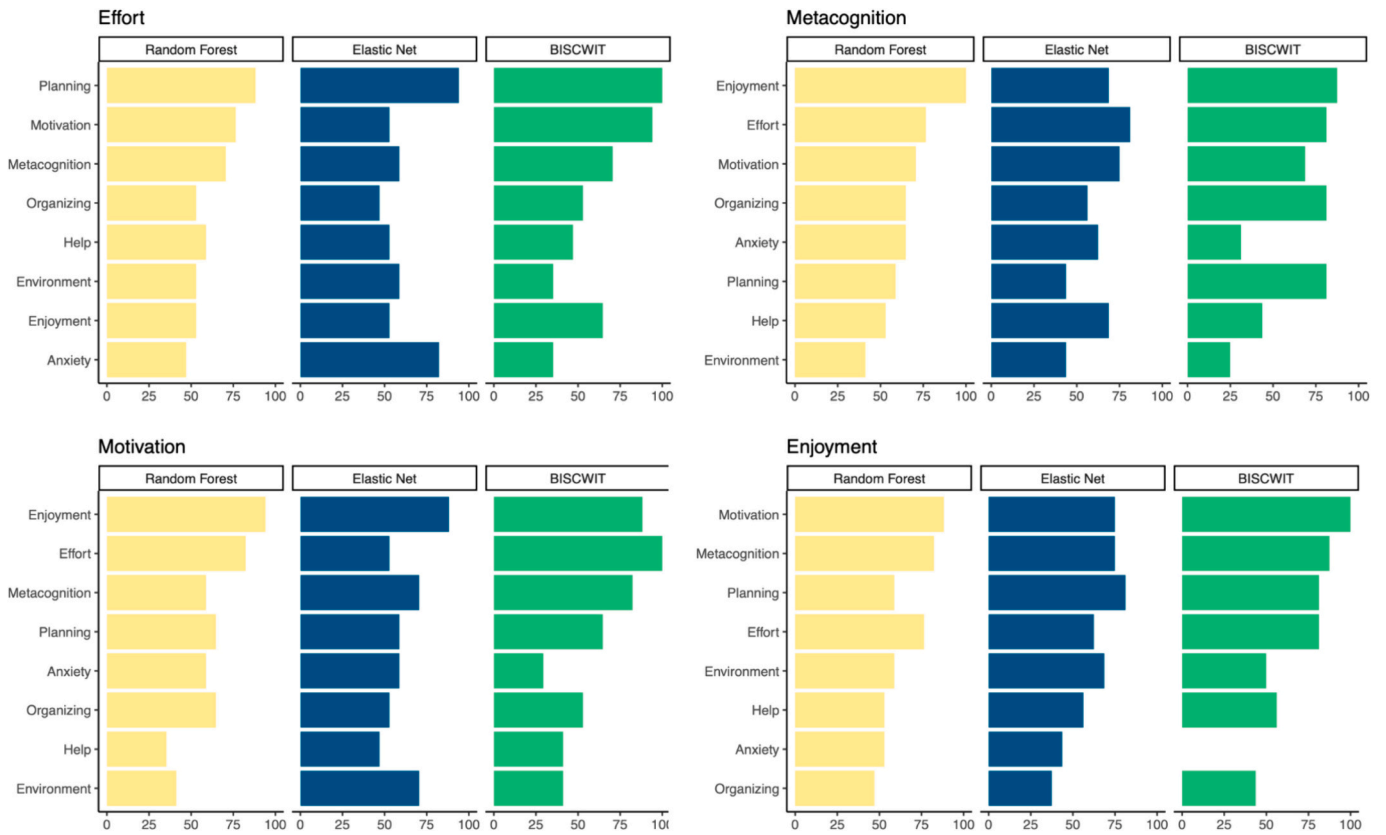 Effort
Random Forest Elastic Net BISCWIT
Planning
Motivation
Metacognition
Organizing
Help
Environment
Enjoyment
Anxiety
0 25 50 75 100 0 25 50 75 100 0 25 50 75 100
Metacognition
Random Forest Elastic Net BISCWIT
Enjoyment
Effort
Motivation
Organizing
Anxiety
Planning
Help
Environment
0 25 50 75 100 0 25 50 75 100 0 25 50 75 100
Motivation
Random Forest Elastic Net BISCWIT
Enjoyment
Effort
Metacognition
Planning
Anxiety
Organizing
Help
Environment
0 25 50 75 100 0 25 50 75 100 0 25 50 75 100
Enjoyment
Random Forest Elastic Net BISCWIT
Motivation
Metacognition
Planning
Effort
Environment
Help
Anxiety
Organizing
0 25 50 75 100 0 25 50 75 100 0 25 50 75 100